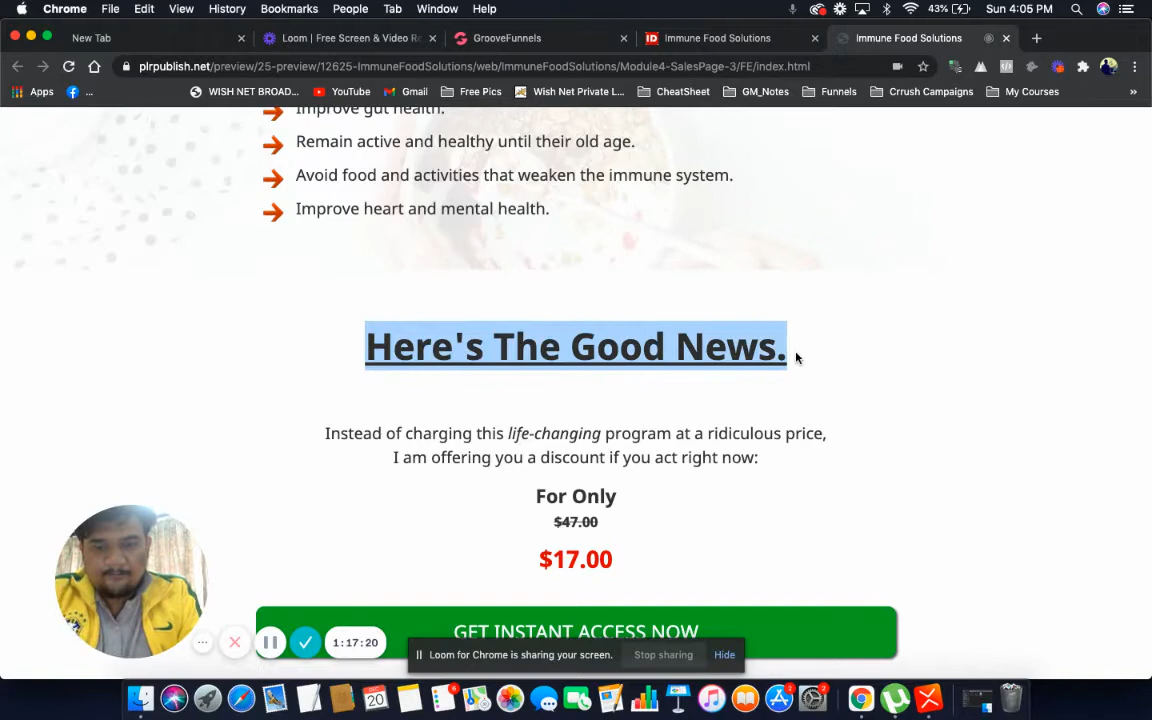 Chrome File Edit View History Bookmarks People Tab Window Help 43% Sun 4:05 PM
New Tab Loom | Free Screen & Video Re GrooveFunnels Immune Food Solutions Immune Food Solutions
plrpublish.net/preview/25-preview/12625-ImmuneFoodSolutions/web/ImmuneFoodSolutions/Module4-SalesPage-3/FE/index.html
Apps ... WISH NET BROAD... YouTube Gmail Free Pics Wish Net Private L... CheatSheet GM_Notes Funnels Crrush Campaigns My Courses »
Improve gut health.
Remain active and healthy until their old age.
Avoid food and activities that weaken the immune system.
Improve heart and mental health.
Here's The Good News.
Instead of charging this life-changing program at a ridiculous price,
I am offering you a discount if you act right now:
For Only
$47.00
$17.00
GET INSTANT ACCESS NOW
1:17:20
Loom for Chrome is sharing your screen. Stop sharing Hide
DEC
20